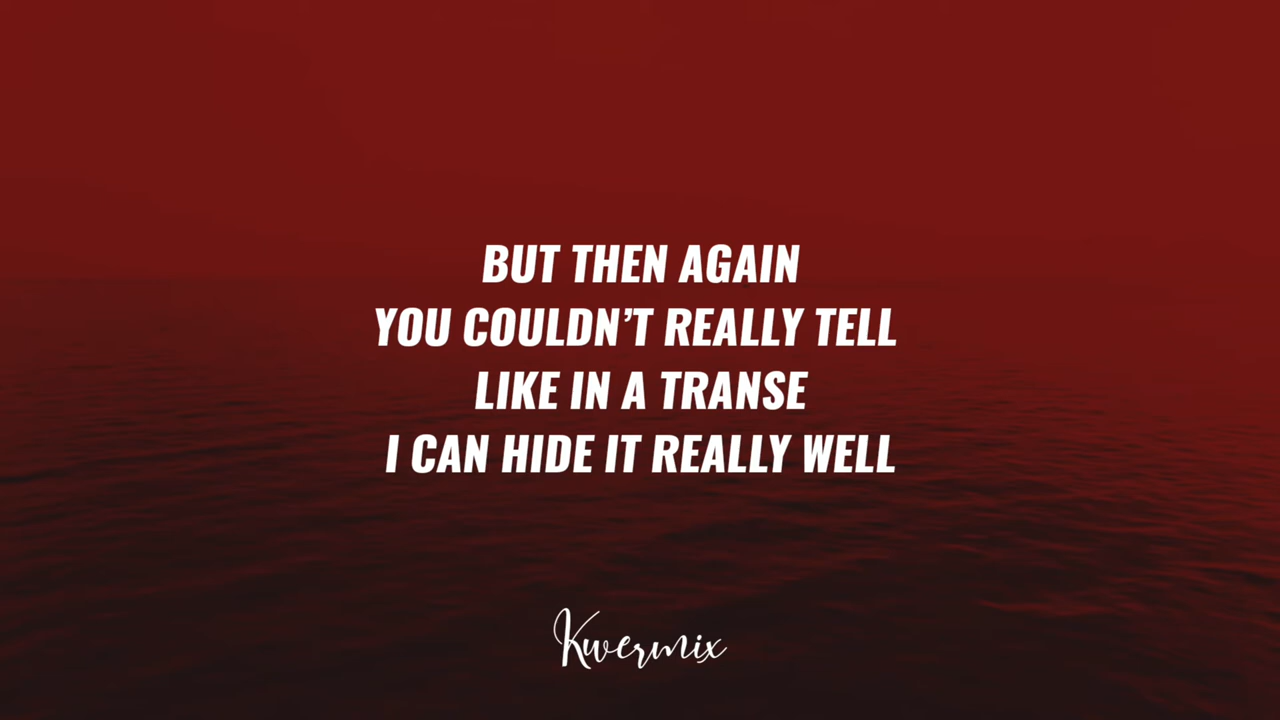 BUT THEN AGAIN
YOU COULDN’T REALLY TELL
LIKE IN A TRANSE
I CAN HIDE IT REALLY WELL
Kwermix